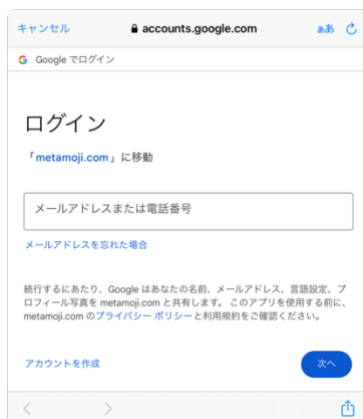 キャンセル
accounts.google.com
ああ
Google でログイン
ログイン
「metamoji.com」に移動
メールアドレスまたは電話番号
メールアドレスを忘れた場合
続行するにあたり、Google はあなたの名前、メールアドレス、言語設定、プ
ロフィール写真を metamoji.com と共有します。このアプリを使用する前に、
metamoji.com のプライバシー ポリシーと利用規約をご確認ください。
アカウントを作成
次へ